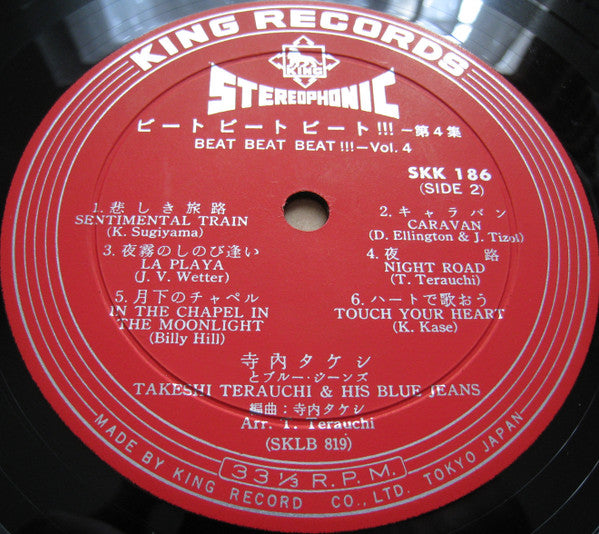 KING RECORDS
KING
STEREOPHONIC
ビート ビート ビート!!! −第4集
BEAT BEAT BEAT!!!−Vol. 4
SKK 186
(SIDE 2)
1. 悲しき旅路
SENTIMENTAL TRAIN
(K. Sugiyama)
2. キャラバン
CARAVAN
(D. Ellington & J. Tizol)
3. 夜霧のしのび逢い
LA PLAYA
(J. V. Wetter)
4. 夜路
NIGHT ROAD
(T. Terauchi)
5. 月下のチャペル
IN THE CHAPEL IN
THE MOONLIGHT
(Billy Hill)
6. ハートで歌おう
TOUCH YOUR HEART
(K. Kase)
寺内タケシ
とブルー・ジーンズ
TAKESHI TERAUCHI & HIS BLUE JEANS
編曲：寺内タケシ
Arr. T. Terauchi
(SKLB 819)
33 1/3 R.P.M.
MADE BY KING RECORD CO., LTD. TOKYO JAPAN